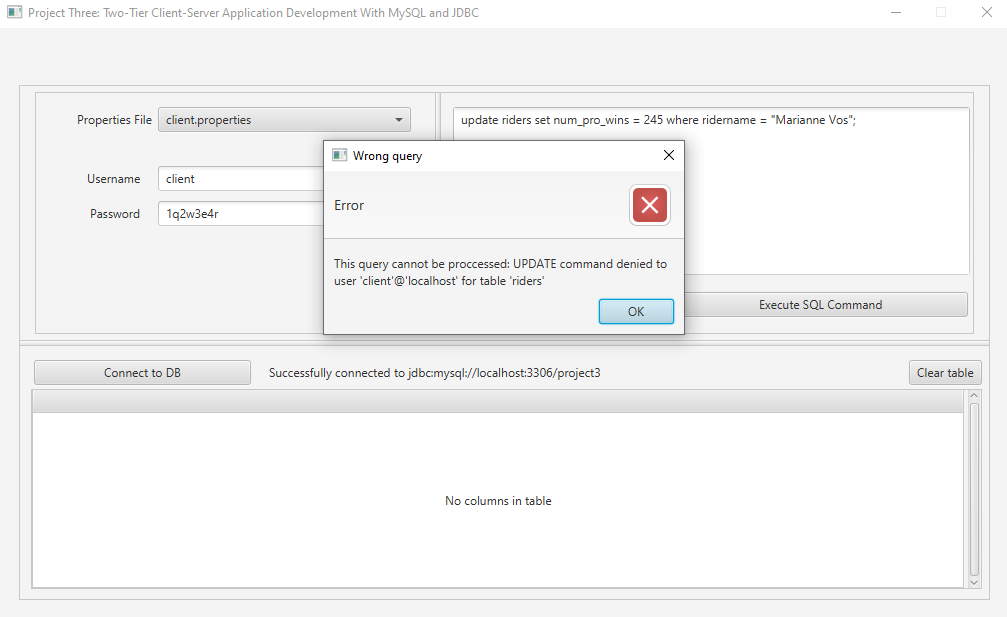 Project Three: Two-Tier Client-Server Application Development With MySQL and JDBC
Properties File
client.properties
update riders set num_pro_wins = 245 where ridername = "Marianne Vos";
Username
client
Password
1q2w3e4r
Wrong query
Error
This query cannot be proccessed: UPDATE command denied to
user 'client'@'localhost' for table 'riders'
OK
Execute SQL Command
Connect to DB
Successfully connected to jdbc:mysql://localhost:3306/project3
Clear table
No columns in table